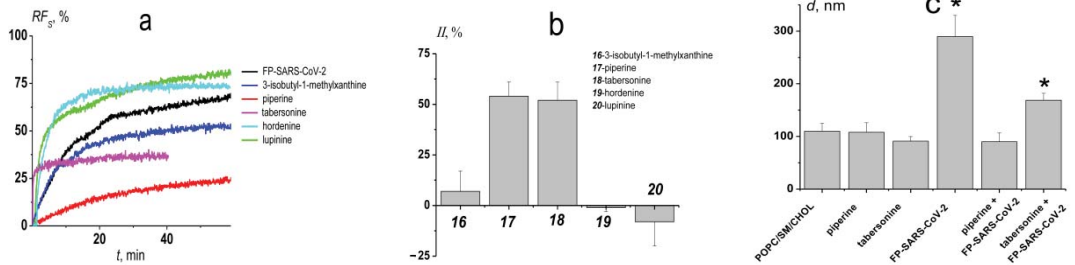 a
RF_S, %
100
75
50
25
0
20
40
t, min
FP-SARS-CoV-2
3-isobutyl-1-methylxanthine
piperine
tabersonine
hordenine
lupinine
b
II, %
75
50
25
0
−25
16
17
18
19
20
16-3-isobutyl-1-methylxanthine
17-piperine
18-tabersonine
19-hordenine
20-lupinine
c
d, nm
300
200
100
0
*
*
POPC/SM/CHOL
piperine
tabersonine
FP-SARS-CoV-2
piperine +
FP-SARS-CoV-2
tabersonine +
FP-SARS-CoV-2